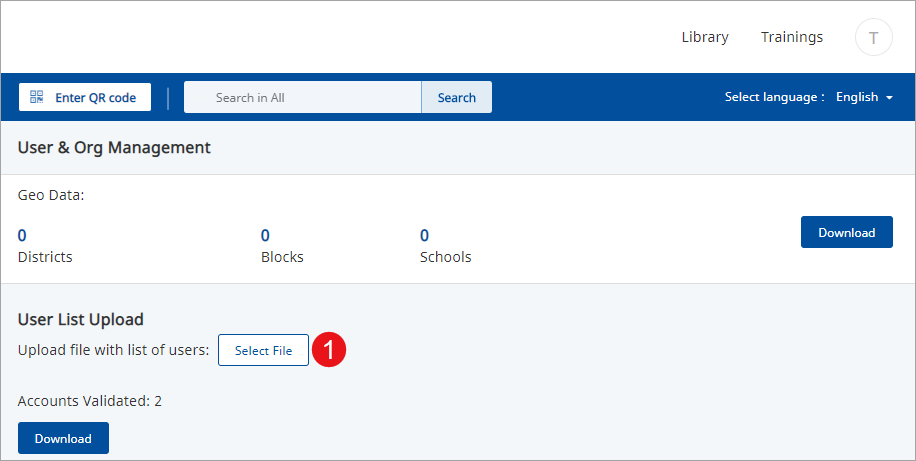 Library Trainings T
Enter QR code Search in All Search Select language : English
User & Org Management
Geo Data:
0 0 0
Districts Blocks Schools
Download
User List Upload
Upload file with list of users: Select File 1
Accounts Validated: 2
Download